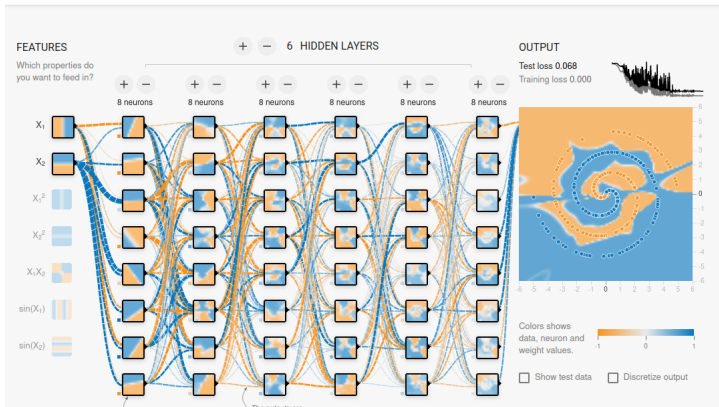 + − 6 HIDDEN LAYERS
FEATURES
Which properties do
you want to feed in?
+ − + − + − + − + − + −
8 neurons 8 neurons 8 neurons 8 neurons 8 neurons 8 neurons
X₁
X₂
X₁²
X₂²
X₁X₂
sin(X₁)
sin(X₂)
OUTPUT
Test loss 0.068
Training loss 0.000
6
5
4
3
2
1
0
-1
-2
-3
-4
-5
-6
-6 -5 -4 -3 -2 -1 0 1 2 3 4 5 6
Colors shows
data, neuron and
weight values.
-1 0 1
Show test data
Discretize output